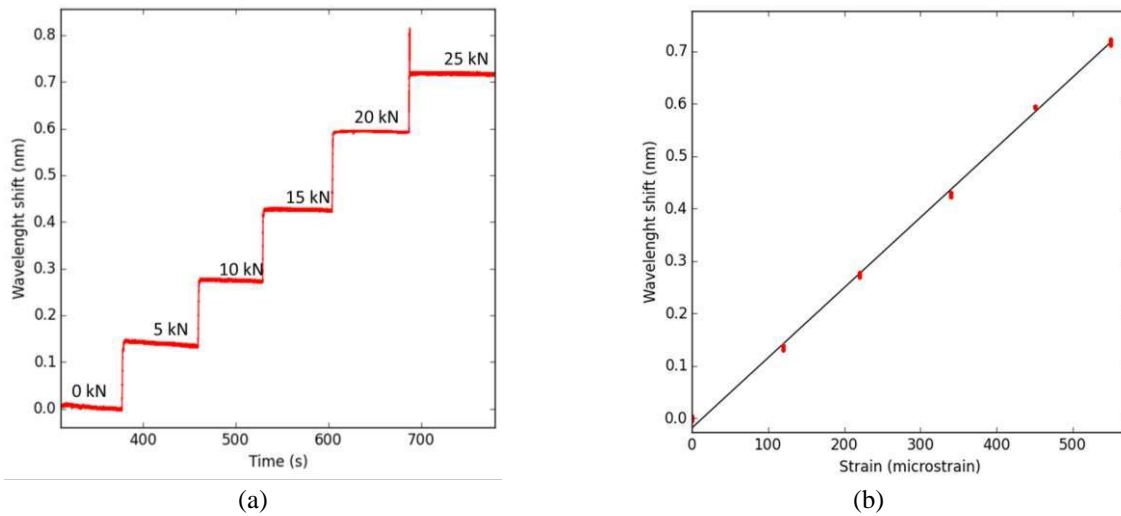 0.8
0.7
0.6
0.5
0.4
0.3
0.2
0.1
0.0
Wavelenght shift (nm)
0 kN
5 kN
10 kN
15 kN
20 kN
25 kN
400 500 600 700
Time (s)
(a)
0.7
0.6
0.5
0.4
0.3
0.2
0.1
0.0
Wavelenght shift (nm)
0 100 200 300 400 500
Strain (microstrain)
(b)